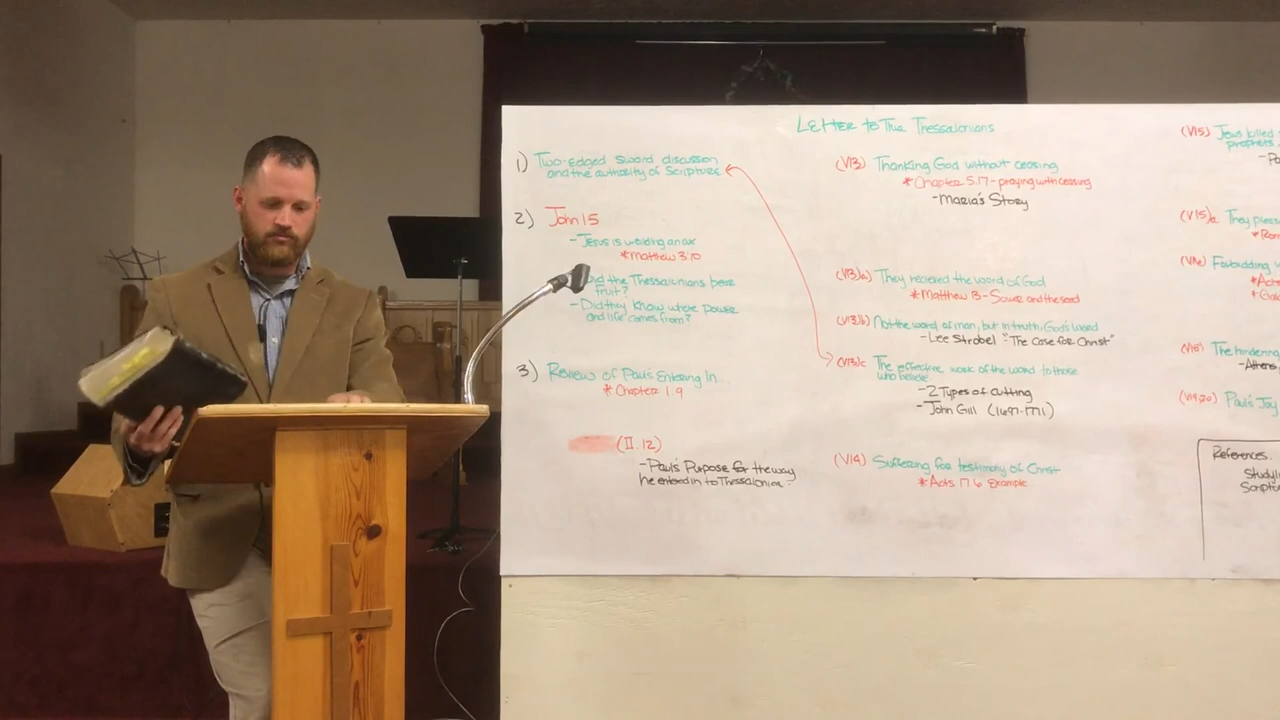 Letter to The Thessalonians
1) Two-Edged sword discussion
and the authority of Scripture
2) John 15
- Jesus is weilding an ax
*Matthew 3:10
Did the Thessalonians bear
fruit?
- Did they know where power
and life comes from?
3) Review of Paul's Entering In
* Chapter 1:9
(II.12)
- Paul's Purpose for the way
he entered in to Thessalonica.
(V13) Thanking God without ceasing
*Chapter 5:17 - praying with ceasing
- Maria's Story
(V13)a) They recieved the word of God
* Matthew 13 - Sower and the seed
(V13)b) Not the word of man, but in truth, God's word
- Lee Strobel "The Case for Christ"
(V13)c The effective work of the word to those
who believe
- 2 Types of cutting
- John Gill (1697-1771)
(V14) Suffering for testimony of Christ
* Acts 17:6 Example
(V15) Jews killed
prophets
(V15)a They
(V16) Forbidding
*Acts
(V18) The hindering
- Athens
(V19,20) Paul's Joy
References.